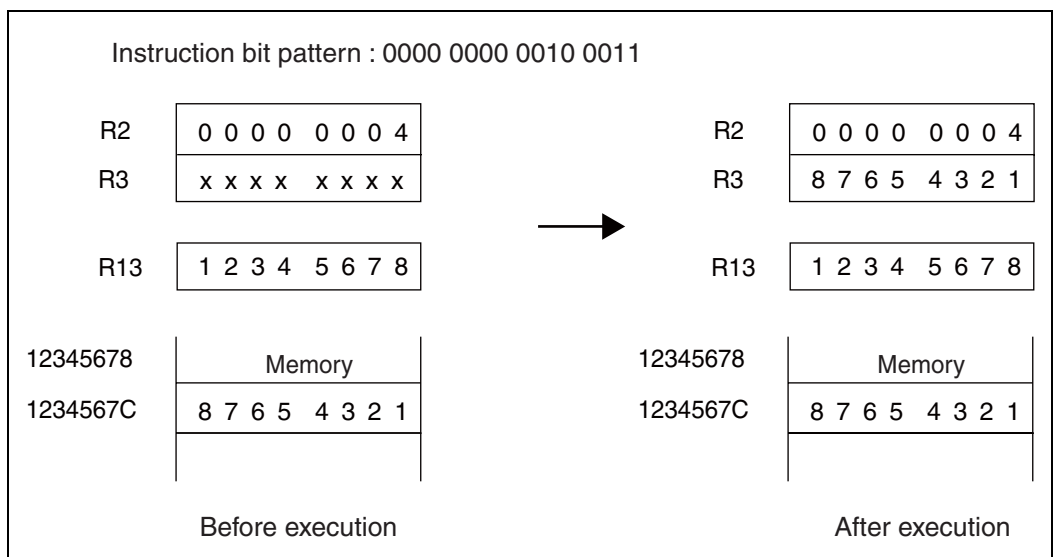 Instruction bit pattern : 0000 0000 0010 0011
R2 0 0 0 0 0 0 0 4 R2 0 0 0 0 0 0 0 4
R3 x x x x x x x x R3 8 7 6 5 4 3 2 1
R13 1 2 3 4 5 6 7 8 R13 1 2 3 4 5 6 7 8
12345678 Memory 12345678 Memory
1234567C 8 7 6 5 4 3 2 1 1234567C 8 7 6 5 4 3 2 1
Before execution After execution